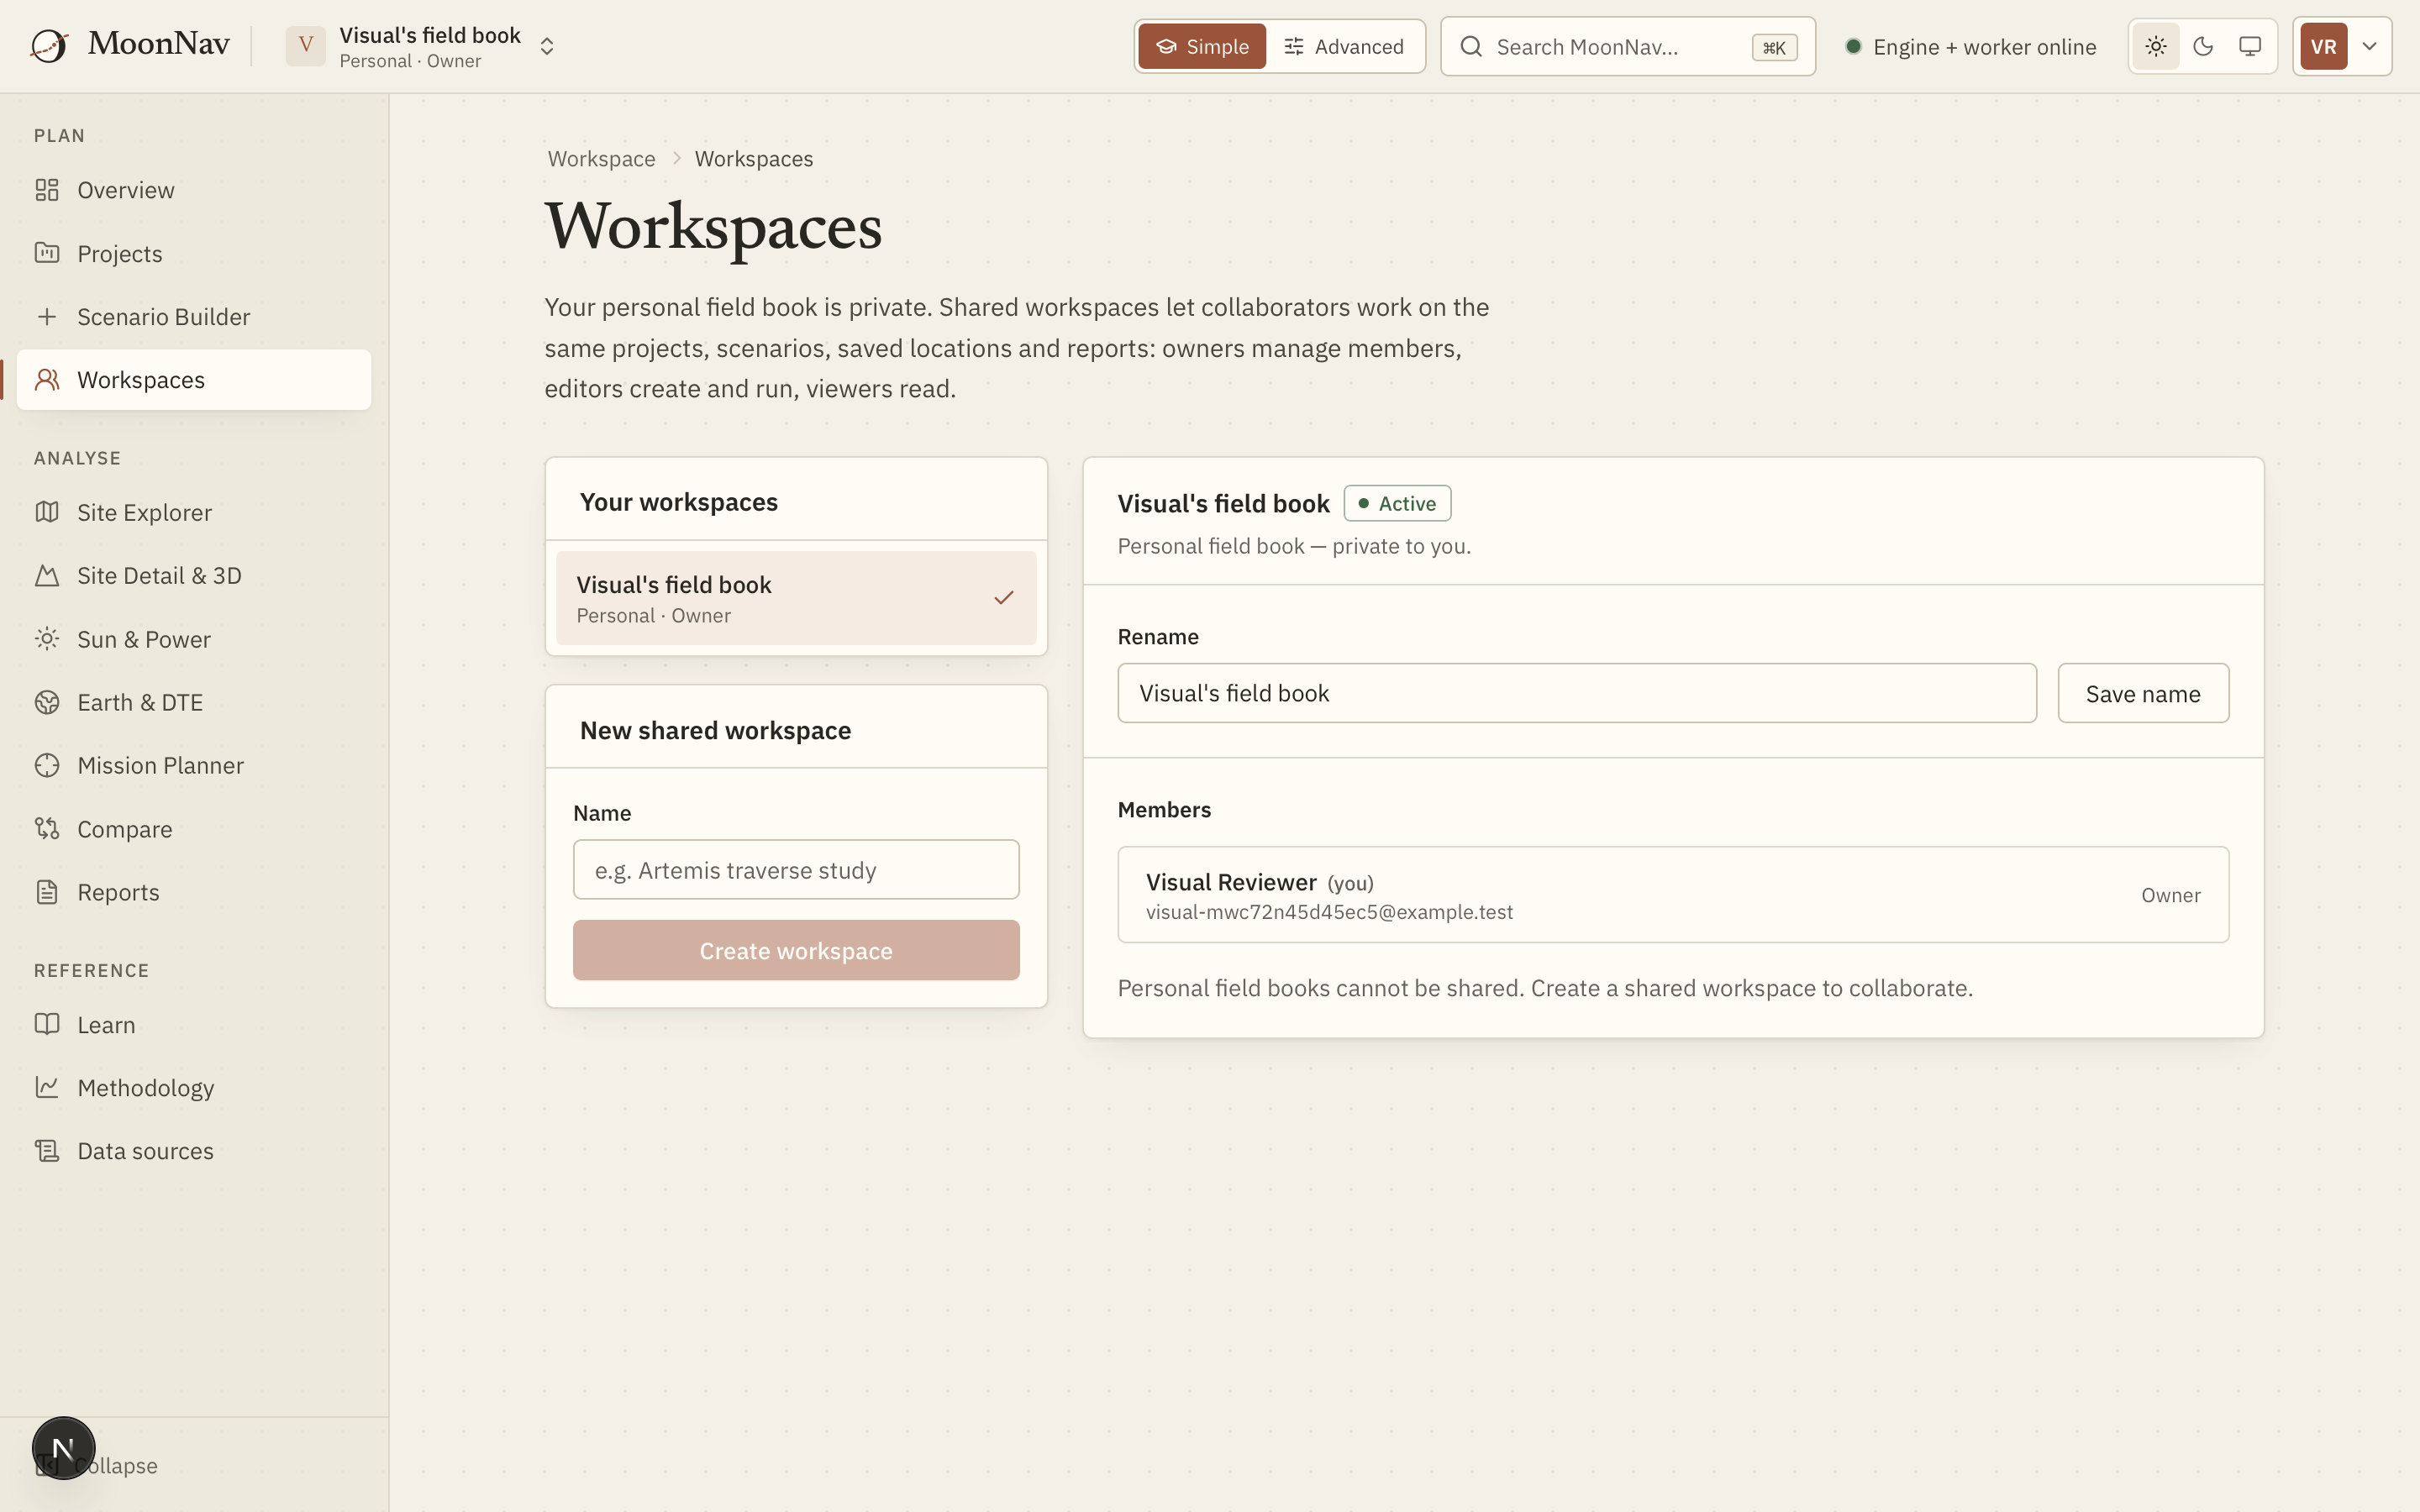 MoonNav
V
Visual's field book
Personal · Owner
Simple
Advanced
Search MoonNav...
⌘K
Engine + worker online
VR
PLAN
Overview
Projects
Scenario Builder
Workspaces
ANALYSE
Site Explorer
Site Detail & 3D
Sun & Power
Earth & DTE
Mission Planner
Compare
Reports
REFERENCE
Learn
Methodology
Data sources
N
Collapse
Workspace
Workspaces
Workspaces
Your personal field book is private. Shared workspaces let collaborators work on the
same projects, scenarios, saved locations and reports: owners manage members,
editors create and run, viewers read.
Your workspaces
Visual's field book
Personal · Owner
New shared workspace
Name
e.g. Artemis traverse study
Create workspace
Visual's field book
Active
Personal field book — private to you.
Rename
Visual's field book
Save name
Members
Visual Reviewer (you)
visual-mwc72n45d45ec5@example.test
Owner
Personal field books cannot be shared. Create a shared workspace to collaborate.